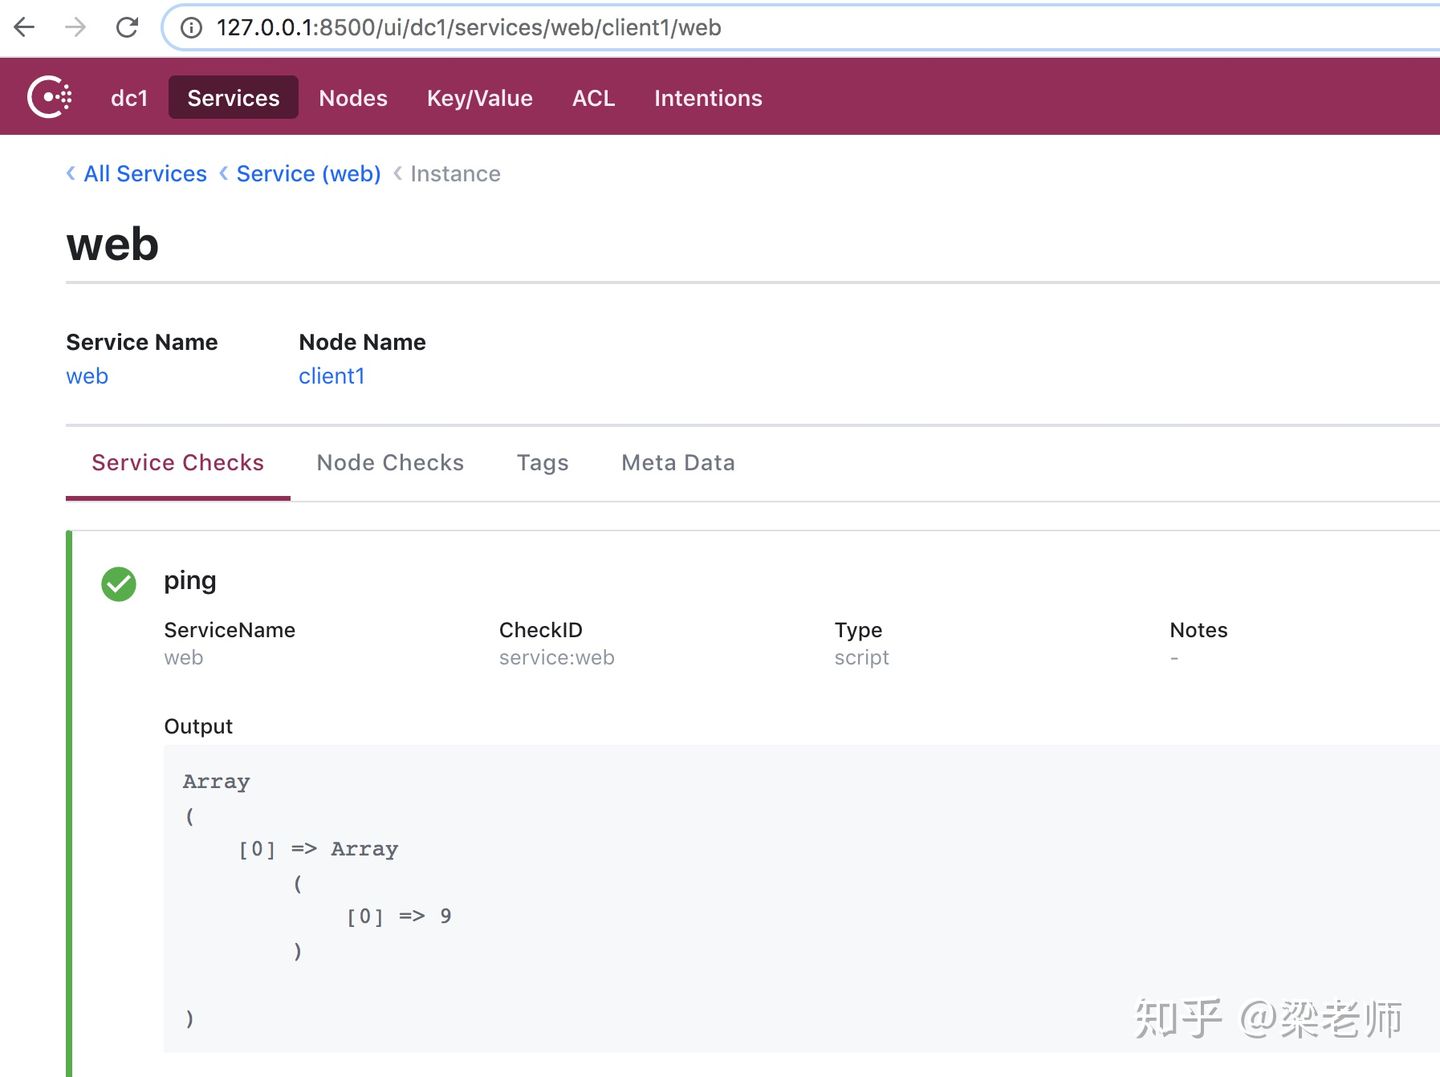 127.0.0.1:8500/ui/dc1/services/web/client1/web
dc1 Services Nodes Key/Value ACL Intentions
All Services Service (web) Instance
web
Service Name Node Name
web client1
Service Checks Node Checks Tags Meta Data
ping
ServiceName CheckID Type Notes
web service:web script -
Output
Array
(
    [0] => Array
        (
            [0] => 9
        )

)
知乎 @梁老师